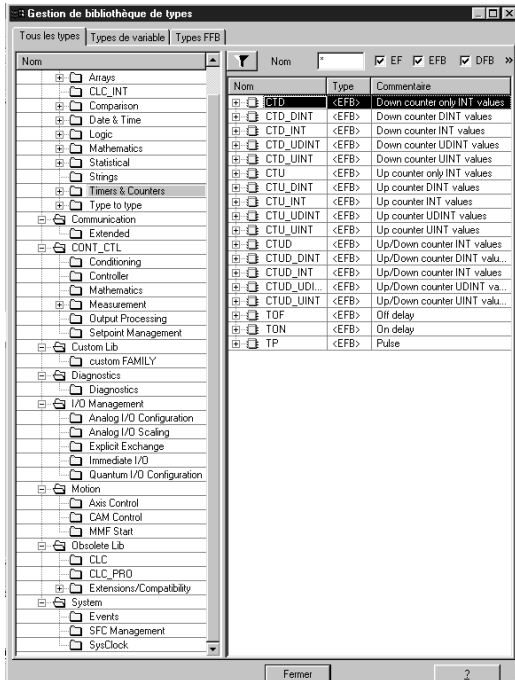 Gestion de bibliothèque de types
Tous les types
Types de variable
Types FFB
Nom
Arrays
CLC_INT
Comparison
Date & Time
Logic
Mathematics
Statistical
Strings
Timers & Counters
Type to type
Communication
Extended
CONT_CTL
Conditioning
Controller
Mathematics
Measurement
Output Processing
Setpoint Management
Custom Lib
custom FAMILY
Diagnostics
Diagnostics
I/O Management
Analog I/O Configuration
Analog I/O Scaling
Explicit Exchange
Immediate I/O
Quantum I/O Configuration
Motion
Axis Control
CAM Control
MMF Start
Obsolete Lib
CLC
CLC_PRO
Extensions/Compatibility
System
Events
SFC Management
SysClock
Nom * EF EFB DFB »
Nom Type Commentaire
CTD <EFB> Down counter only INT values
CTD_DINT <EFB> Down counter DINT values
CTD_INT <EFB> Down counter INT values
CTD_UDINT <EFB> Down counter UDINT values
CTD_UINT <EFB> Down counter UINT values
CTU <EFB> Up counter only INT values
CTU_DINT <EFB> Up counter DINT values
CTU_INT <EFB> Up counter INT values
CTU_UDINT <EFB> Up counter UDINT values
CTU_UINT <EFB> Up counter UINT values
CTUD <EFB> Up/Down counter INT values
CTUD_DINT <EFB> Up/Down counter DINT valu...
CTUD_INT <EFB> Up/Down counter INT values
CTUD_UDI... <EFB> Up/Down counter UDINT va...
CTUD_UINT <EFB> Up/Down counter UINT valu...
TOF <EFB> Off delay
TON <EFB> On delay
TP <EFB> Pulse
Fermer
?